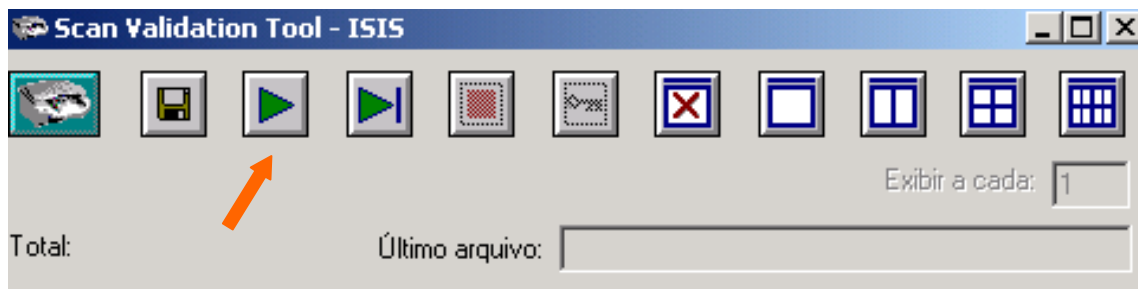 Scan Validation Tool - ISIS
Exibir a cada: 1
Total: Último arquivo: